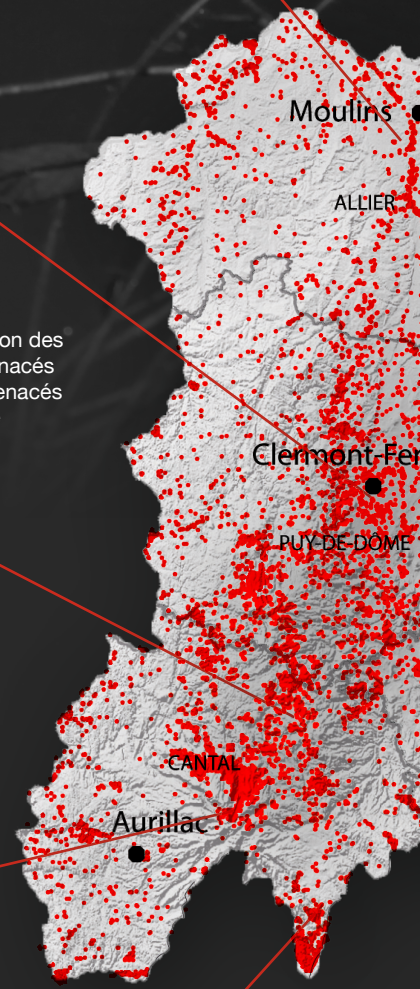 Moulins
ALLIER
on des
nacés
enacés
Clermont-Fer
PUY-DE-DÔME
CANTAL
Aurillac